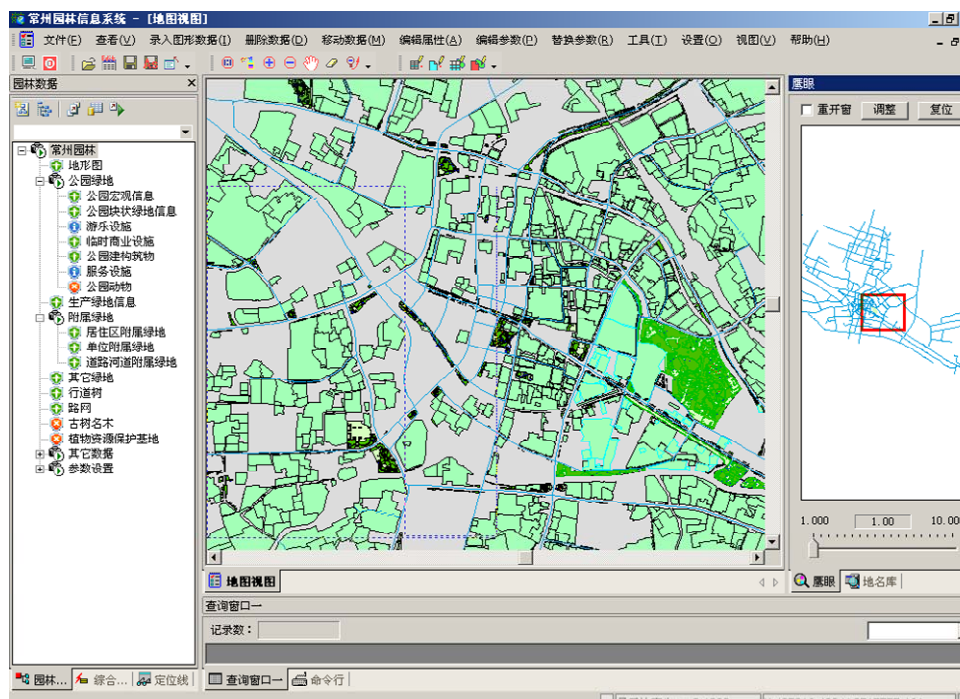 常州园林信息系统 - [地图视图]
文件(F) 查看(V) 录入图形数据(I) 删除数据(D) 移动数据(M) 编辑属性(A) 编辑参数(P) 替换参数(R) 工具(T) 设置(O) 视图(V) 帮助(H)
园林数据
常州园林
地形图
公园绿地
公园宏观信息
公园块状绿地信息
游乐设施
临时商业设施
公园建构筑物
服务设施
公园动物
生产绿地信息
附属绿地
居住区附属绿地
单位附属绿地
道路河道附属绿地
其它绿地
行道树
路网
古树名木
植物资源保护基地
其它数据
参数设置
园林... 综合... 定位线
地图视图
鹰眼
重开窗 调整 复位
1.000 1.00 10.00
鹰眼 地名库
查询窗口一
记录数：
查询窗口一 命令行